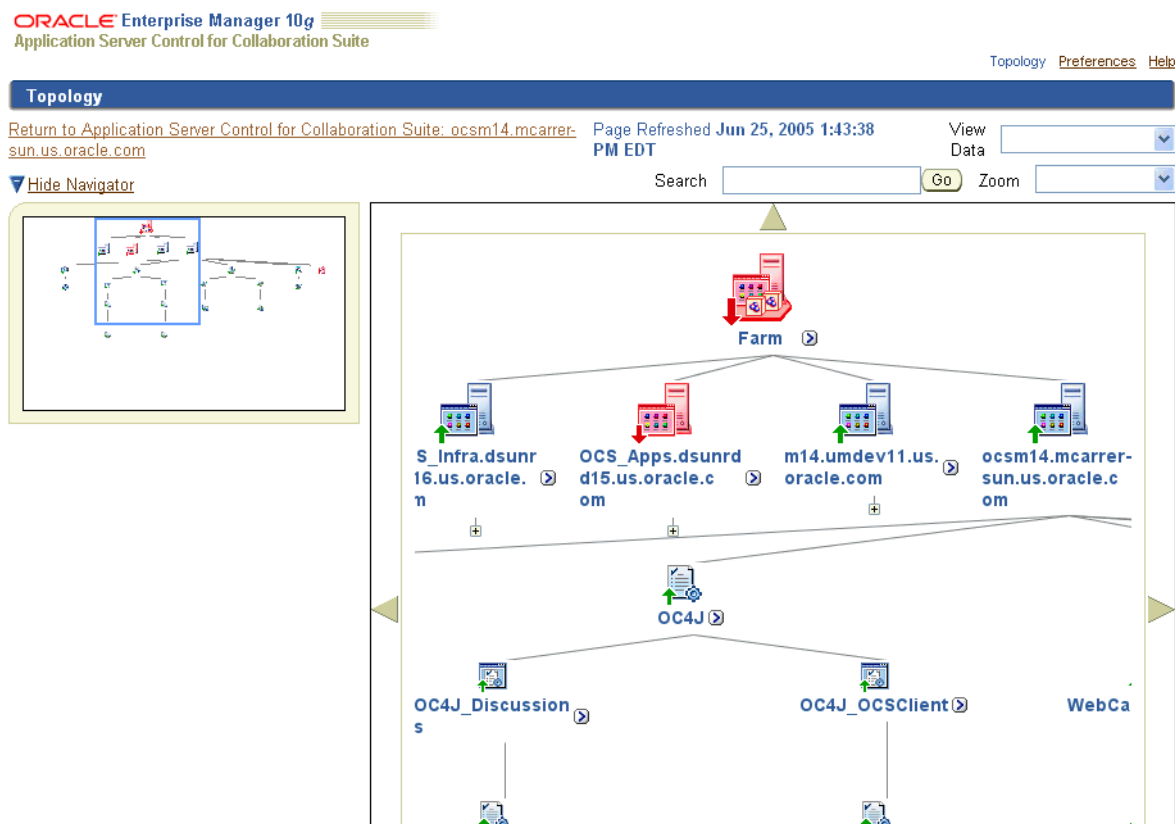 ORACLE Enterprise Manager 10g
Application Server Control for Collaboration Suite
Topology Preferences Help
Topology
Return to Application Server Control for Collaboration Suite: ocsm14.mcarrer-
sun.us.oracle.com
Page Refreshed Jun 25, 2005 1:43:38
PM EDT
View
Data
Hide Navigator
Search
Go
Zoom
Farm
S_Infra.dsunr
16.us.oracle.
m
OCS_Apps.dsunrd
d15.us.oracle.c
om
m14.umdev11.us.
oracle.com
ocsm14.mcarrer-
sun.us.oracle.c
om
OC4J
OC4J_Discussion
s
OC4J_OCSClient
WebCa